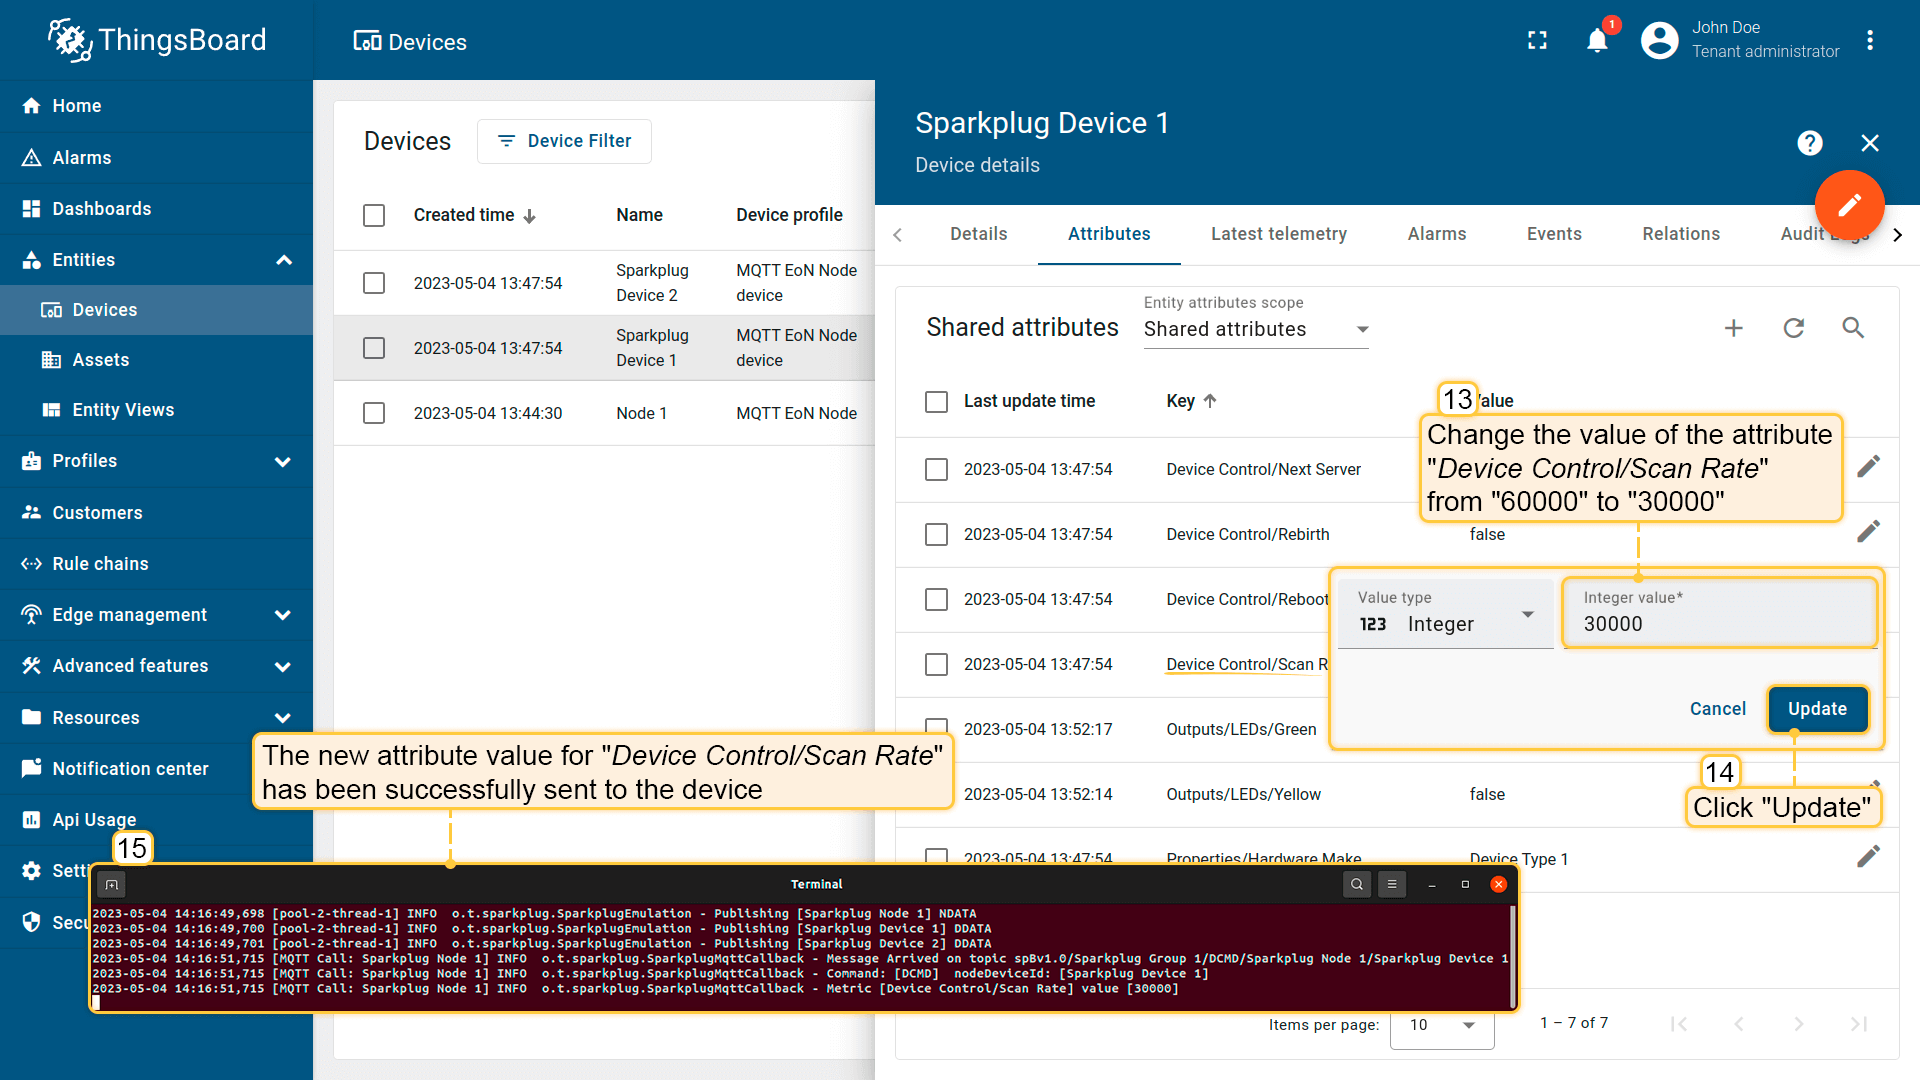 ThingsBoard
Devices
1
John Doe
Tenant administrator
Home
Alarms
Dashboards
Entities
Devices
Assets
Entity Views
Profiles
Customers
Rule chains
Edge management
Advanced features
Resources
Notification center
Api Usage
Devices
Device Filter
Created time
Name
Device profile
2023-05-04 13:47:54
Sparkplug
Device 2
MQTT EoN Node
device
2023-05-04 13:47:54
Sparkplug
Device 1
MQTT EoN Node
device
2023-05-04 13:44:30
Node 1
MQTT EoN Node
Sparkplug Device 1
Device details
Details
Attributes
Latest telemetry
Alarms
Events
Relations
Audit
Shared attributes
Entity attributes scope
Shared attributes
Last update time
Key
13
alue
Change the value of the attribute
"Device Control/Scan Rate"
from "60000" to "30000"
2023-05-04 13:47:54
Device Control/Next Server
2023-05-04 13:47:54
Device Control/Rebirth
false
2023-05-04 13:47:54
Device Control/Reboot
2023-05-04 13:47:54
Device Control/Scan R
2023-05-04 13:52:17
Outputs/LEDs/Green
2023-05-04 13:52:14
Outputs/LEDs/Yellow
false
2023-05-04 13:47:54
Properties/Hardware Make
Device Type 1
Value type
123 Integer
Integer value*
30000
Cancel
Update
14
Click "Update"
The new attribute value for "Device Control/Scan Rate"
has been successfully sent to the device
15
Setti
Secu
Terminal
2023-05-04 14:16:49,698 [pool-2-thread-1] INFO  o.t.sparkplug.SparkplugEmulation - Publishing [Sparkplug Node 1] NDATA
2023-05-04 14:16:49,700 [pool-2-thread-1] INFO  o.t.sparkplug.SparkplugEmulation - Publishing [Sparkplug Device 1] DDATA
2023-05-04 14:16:49,701 [pool-2-thread-1] INFO  o.t.sparkplug.SparkplugEmulation - Publishing [Sparkplug Device 2] DDATA
2023-05-04 14:16:51,715 [MQTT Call: Sparkplug Node 1] INFO  o.t.sparkplug.SparkplugMqttCallback - Message Arrived on topic spBv1.0/Sparkplug Group 1/DCMD/Sparkplug Node 1/Sparkplug Device 1
2023-05-04 14:16:51,715 [MQTT Call: Sparkplug Node 1] INFO  o.t.sparkplug.SparkplugMqttCallback - Command: [DCMD]  nodeDeviceId: [Sparkplug Device 1]
2023-05-04 14:16:51,715 [MQTT Call: Sparkplug Node 1] INFO  o.t.sparkplug.SparkplugMqttCallback - Metric [Device Control/Scan Rate] value [30000]
Items per page:
10
1 – 7 of 7